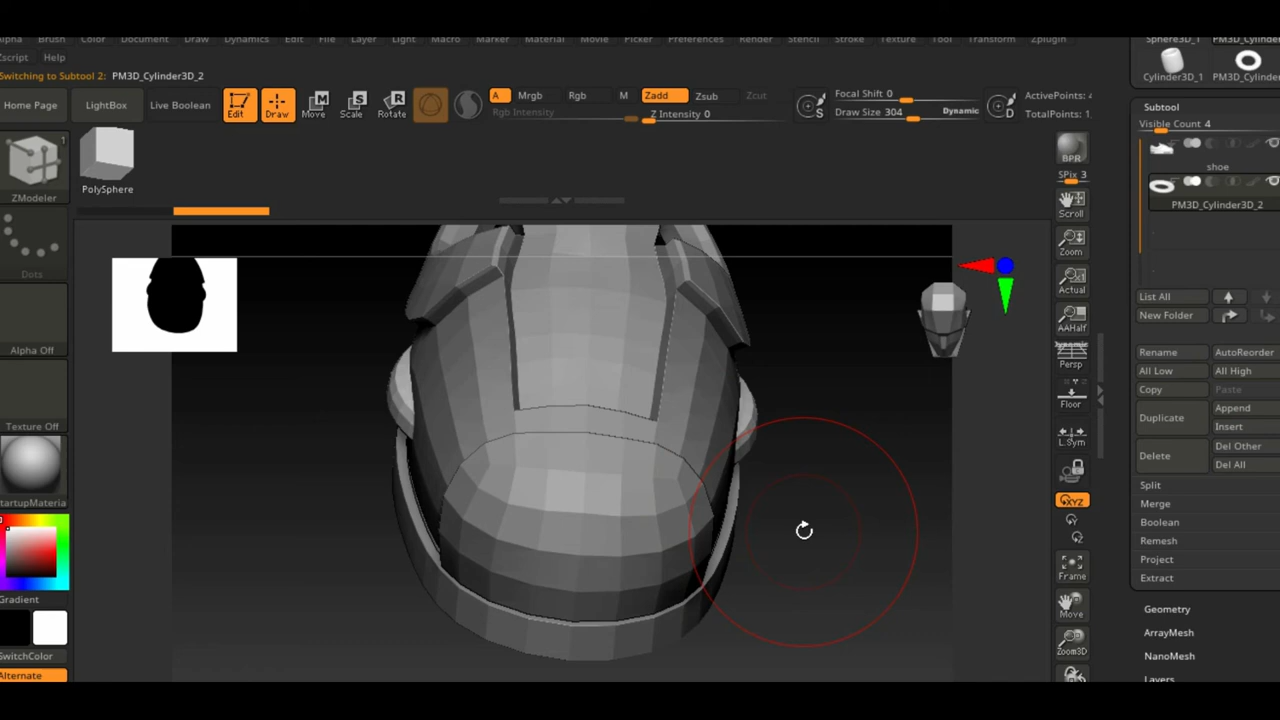 Alpha Brush Color Document Draw Dynamics Edit File Layer Light Macro Marker Material Movie Picker Preferences Render Stencil Stroke Texture Tool Transform Zplugin
Zscript Help
Switching to Subtool 2: PM3D_Cylinder3D_2
Home Page LightBox Live Boolean Edit Draw Move Scale Rotate
A Mrgb Rgb M Zadd Zsub Zcut
Rgb Intensity Z Intensity 0
Focal Shift 0
Draw Size 304 Dynamic
S D
ActivePoints: 4
TotalPoints: 1
Sphere3D_1 PM3D_Cylinder
Cylinder3D_1 PM3D_Cylinder
Subtool
Visible Count 4
shoe
PM3D_Cylinder3D_2
List All
New Folder
Rename AutoReorder
All Low All High
Copy Paste
Duplicate Append
Insert
Delete Del Other
Del All
Split
Merge
Boolean
Remesh
Project
Extract
Geometry
ArrayMesh
NanoMesh
Layers
BPR
SPix 3
Scroll
Zoom
Actual
AAHalf
Dynamic
Persp
Floor
L.Sym
XYZ
Y
Z
Frame
Move
Zoom3D
1
ZModeler
PolySphere
Dots
Alpha Off
Texture Off
StartupMateria
Gradient
SwitchColor
Alternate